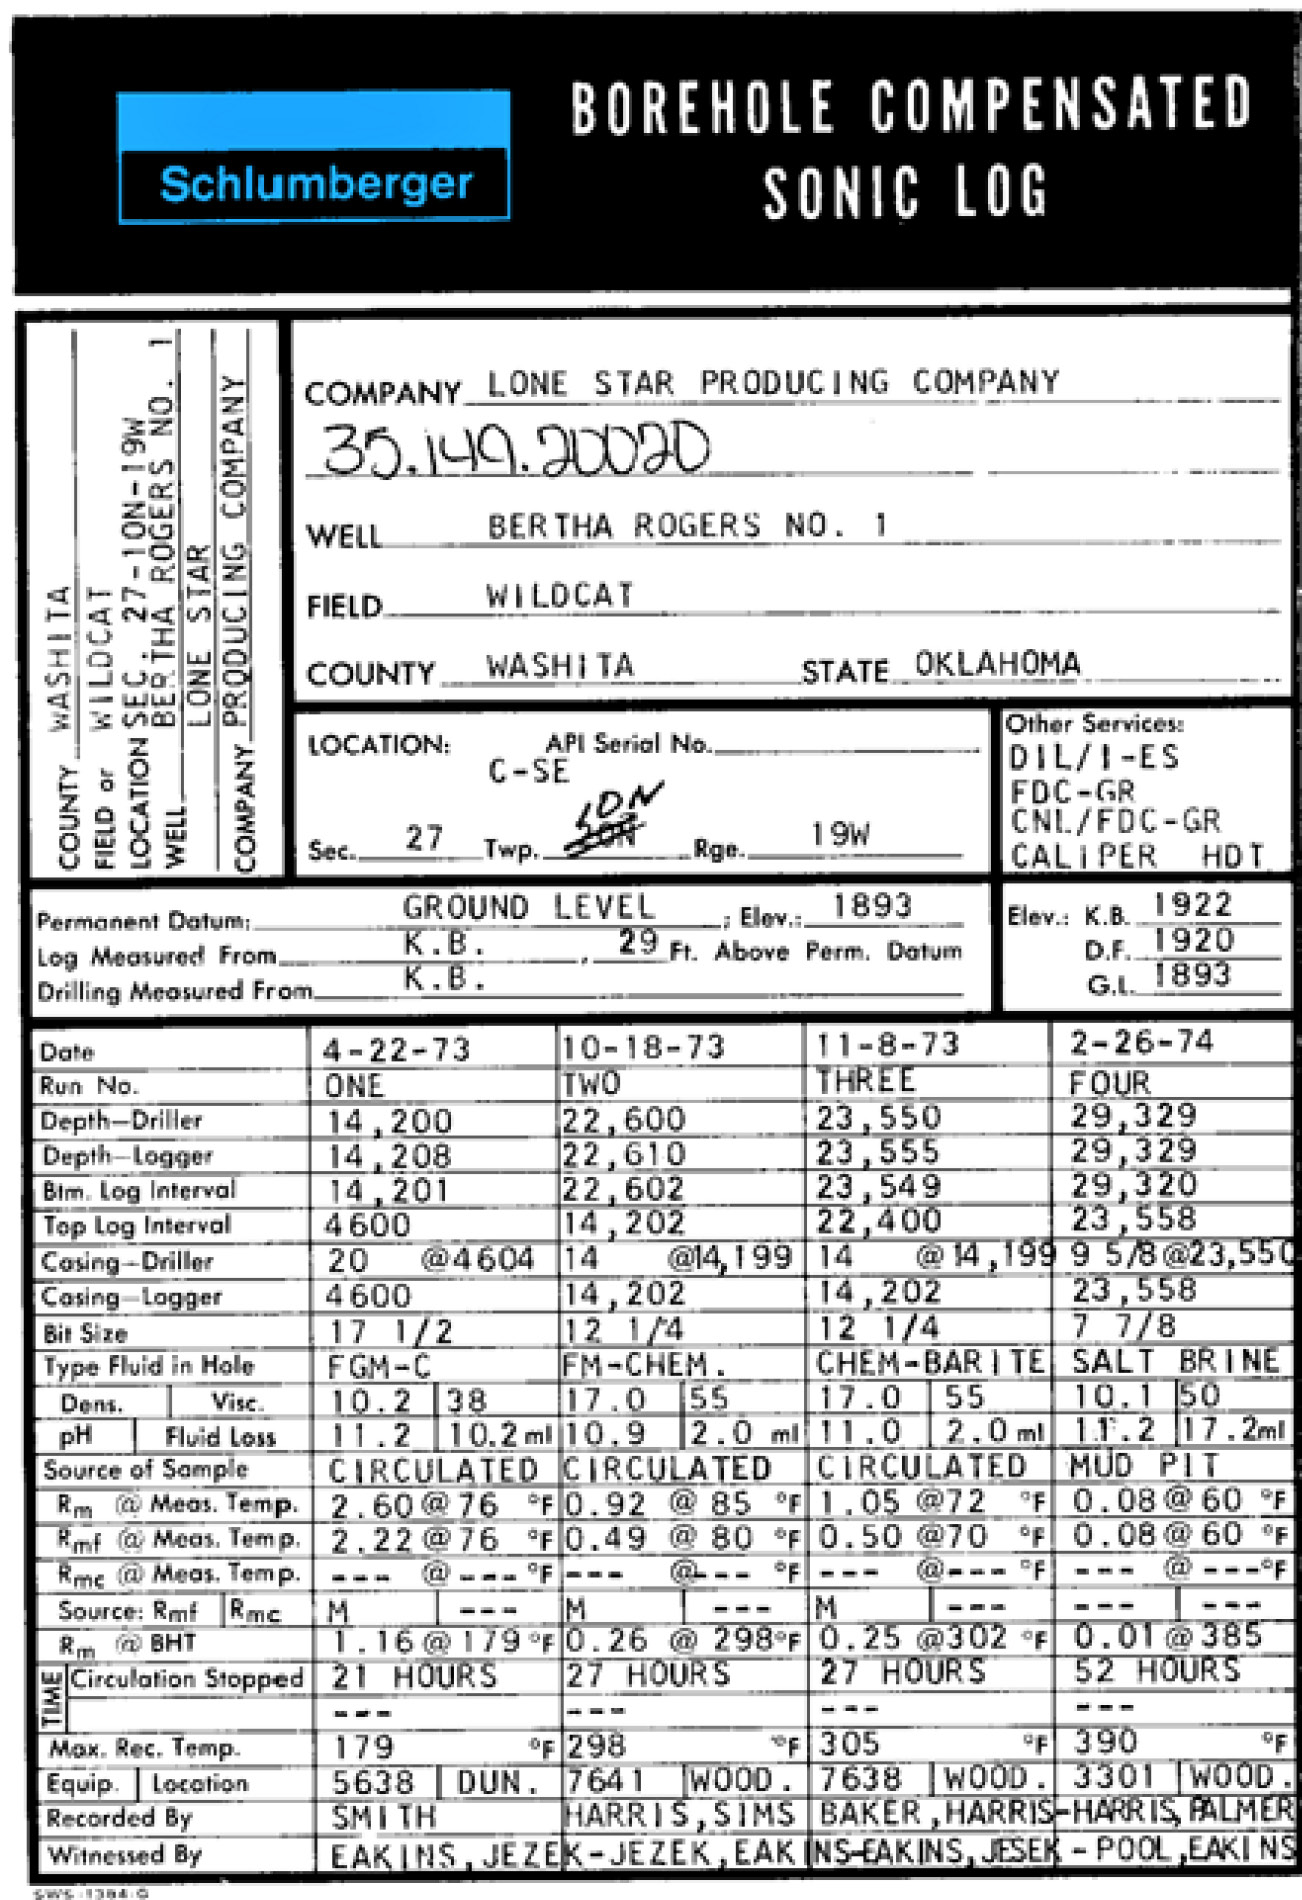 Schlumberger
BOREHOLE COMPENSATED
SONIC LOG
COUNTY WASHITA
FIELD or WILDCAT
LOCATION SEC. 27-10N-19W
WELL BERTHA ROGERS NO. 1
LONE STAR
COMPANY PRODUCING COMPANY
COMPANY LONE STAR PRODUCING COMPANY
35.149.20020
WELL BERTHA ROGERS NO. 1
FIELD WILDCAT
COUNTY WASHITA STATE OKLAHOMA
LOCATION: API Serial No.
C-SE
10N
Sec. 27 Twp. Rge. 19W
Other Services:
DIL/I-ES
FDC-GR
CNL/FDC-GR
CALIPER HDT
Permanent Datum: GROUND LEVEL ; Elev.: 1893
Log Measured From K.B. , 29 Ft. Above Perm. Datum
Drilling Measured From K.B.
Elev.: K.B. 1922
D.F. 1920
G.L. 1893
Date 4-22-73 10-18-73 11-8-73 2-26-74
Run No. ONE TWO THREE FOUR
Depth—Driller 14,200 22,600 23,550 29,329
Depth—Logger 14,208 22,610 23,555 29,329
Btm. Log Interval 14,201 22,602 23,549 29,320
Top Log Interval 4600 14,202 22,400 23,558
Casing—Driller 20 @4604 14 @14,199 14 @14,199 9 5/8@23,550
Casing—Logger 4600 14,202 14,202 23,558
Bit Size 17 1/2 12 1/4 12 1/4 7 7/8
Type Fluid in Hole FGM-C FM-CHEM. CHEM-BARITE SALT BRINE
Dens. Visc. 10.2 38 17.0 55 17.0 55 10.1 50
pH Fluid Loss 11.2 10.2 ml 10.9 2.0 ml 11.0 2.0 ml 11.2 17.2ml
Source of Sample CIRCULATED CIRCULATED CIRCULATED MUD PIT
Rm @ Meas. Temp. 2.60 @ 76 °F 0.92 @ 85 °F 1.05 @72 °F 0.08 @ 60 °F
Rmf @ Meas. Temp. 2.22 @ 76 °F 0.49 @ 80 °F 0.50 @70 °F 0.08 @ 60 °F
Rmc @ Meas. Temp. --- @ --- °F --- @--- °F --- @--- °F --- @ ---°F
Source: Rmf Rmc M --- M --- M --- --- ---
Rm @ BHT 1.16 @ 179 °F 0.26 @ 298°F 0.25 @302 °F 0.01 @ 385
TIME Circulation Stopped 21 HOURS 27 HOURS 27 HOURS 52 HOURS
--- --- --- ---
Max. Rec. Temp. 179 °F 298 °F 305 °F 390 °F
Equip. Location 5638 DUN. 7641 WOOD. 7638 WOOD. 3301 WOOD.
Recorded By SMITH HARRIS,SIMS BAKER,HARRIS-HARRIS,PALMER
Witnessed By EAKINS,JEZEK-JEZEK,EAKINS-EAKINS,JESEK-POOL,EAKINS
SWS-1384-G